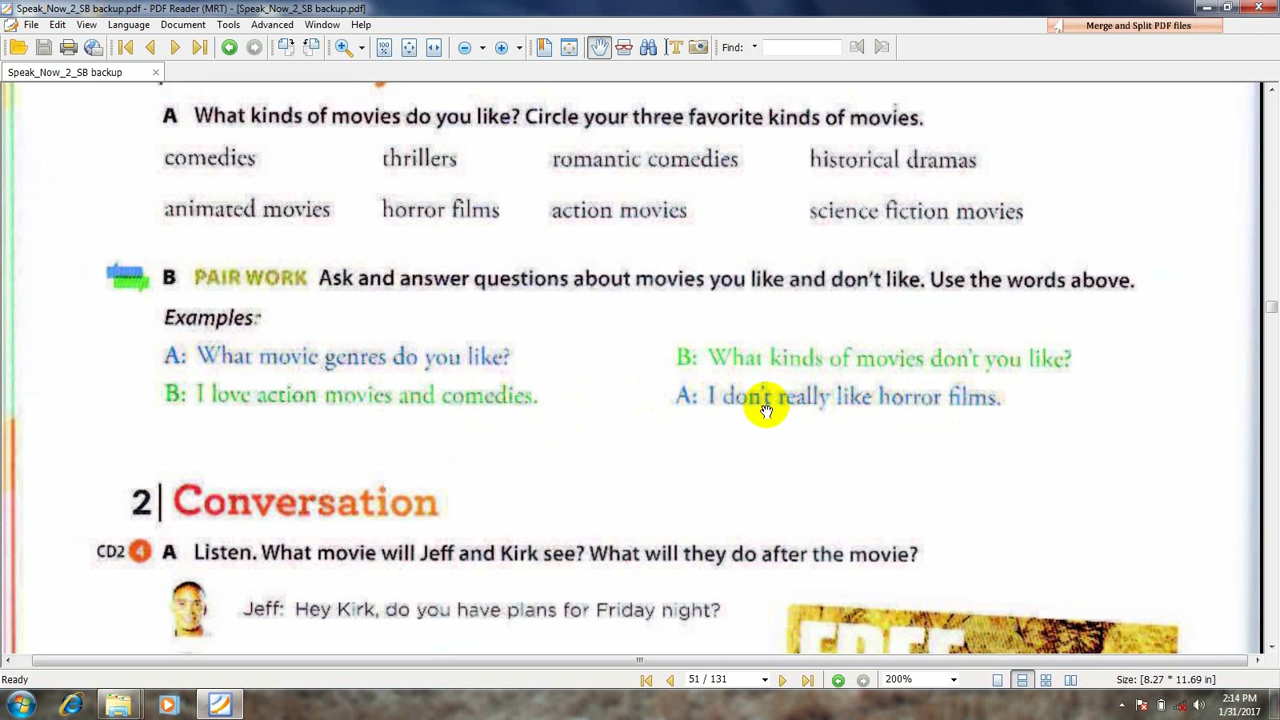 Speak_Now_2_SB backup.pdf - PDF Reader (MRT) - [Speak_Now_2_SB backup.pdf]
File Edit View Language Document Tools Advanced Window Help
Merge and Split PDF files
Find:
Speak_Now_2_SB backup
A What kinds of movies do you like? Circle your three favorite kinds of movies.
comedies thrillers romantic comedies historical dramas
animated movies horror films action movies science fiction movies
B PAIR WORK Ask and answer questions about movies you like and don't like. Use the words above.
Examples:
A: What movie genres do you like? B: What kinds of movies don't you like?
B: I love action movies and comedies. A: I don't really like horror films.
2 Conversation
CD2 4 A Listen. What movie will Jeff and Kirk see? What will they do after the movie?
Jeff: Hey Kirk, do you have plans for Friday night?
FREE
Ready 51 / 131 200% Size: [8.27 * 11.69 in]
2:14 PM
1/31/2017